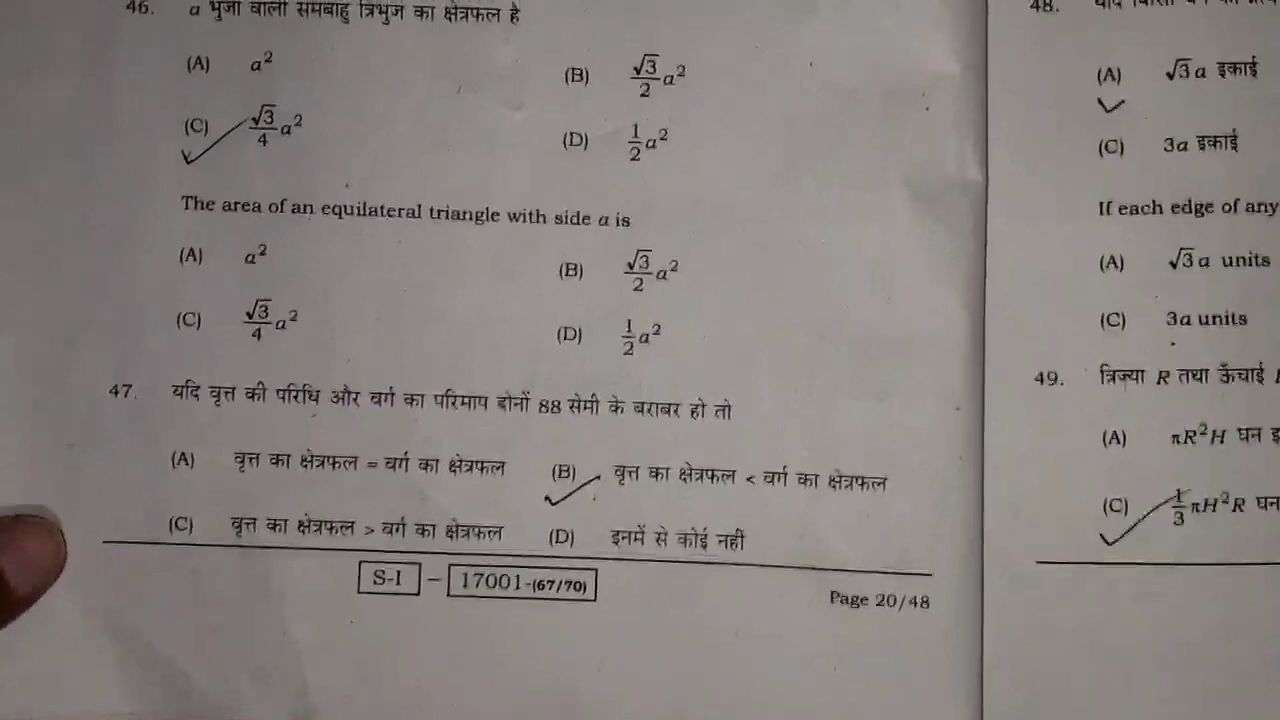 46. a भुजा वाली समबाहु त्रिभुज का क्षेत्रफल है
(A) a²
(B) √3/2 a²
(C) √3/4 a²
(D) 1/2 a²
The area of an equilateral triangle with side a is
(A) a²
(B) √3/2 a²
(C) √3/4 a²
(D) 1/2 a²
47. यदि वृत्त की परिधि और वर्ग का परिमाप दोनों 88 सेमी के बराबर हो तो
(A) वृत्त का क्षेत्रफल = वर्ग का क्षेत्रफल
(B) वृत्त का क्षेत्रफल < वर्ग का क्षेत्रफल
(C) वृत्त का क्षेत्रफल > वर्ग का क्षेत्रफल
(D) इनमें से कोई नहीं
S-I – 17001-(67/70)
Page 20/48
48.
(A) √3 a इकाई
(C) 3a इकाई
If each edge of any
(A) √3 a units
(C) 3a units
49. त्रिज्या R तथा ऊँचाई
(A) πR²H घन
(C) 1/3 πH²R घन